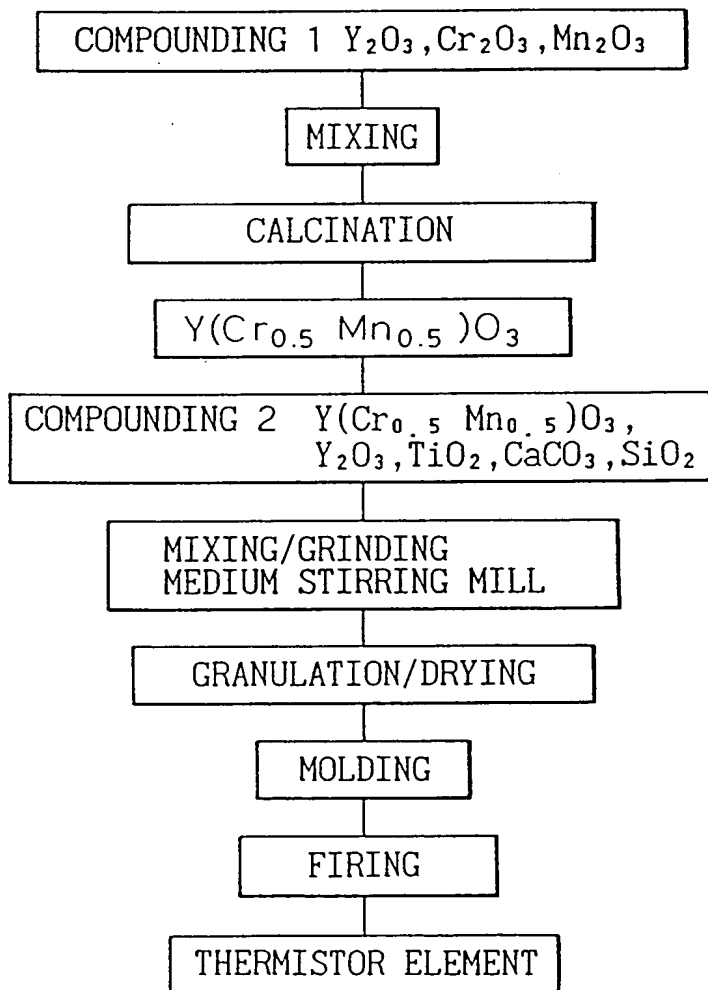 COMPOUNDING 1 Y₂O₃,Cr₂O₃,Mn₂O₃
MIXING
CALCINATION
Y(Cr₀.₅ Mn₀.₅)O₃
COMPOUNDING 2 Y(Cr₀.₅ Mn₀.₅)O₃,
Y₂O₃,TiO₂,CaCO₃,SiO₂
MIXING/GRINDING
MEDIUM STIRRING MILL
GRANULATION/DRYING
MOLDING
FIRING
THERMISTOR ELEMENT